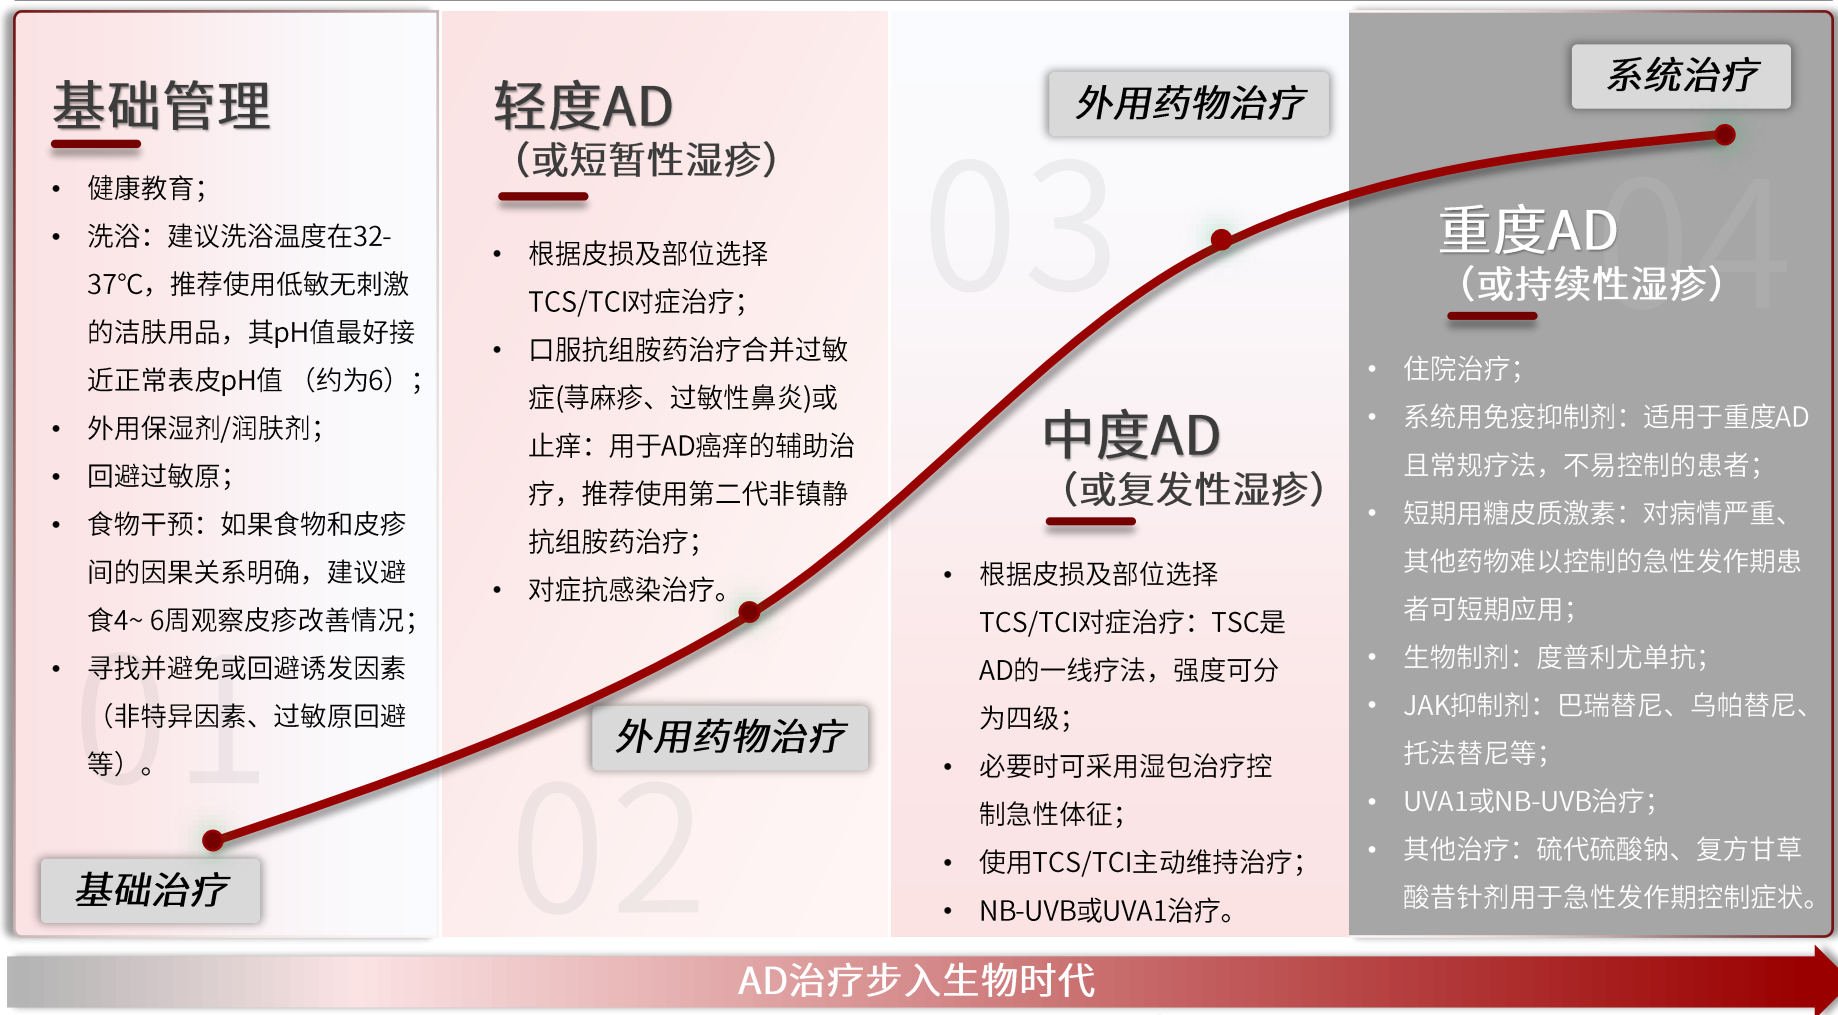 基础管理
• 健康教育；
• 洗浴：建议洗浴温度在32-
37℃，推荐使用低敏无刺激
的洁肤用品，其pH值最好接
近正常表皮pH值 （约为6）；
• 外用保湿剂/润肤剂；
• 回避过敏原；
• 食物干预：如果食物和皮疹
间的因果关系明确，建议避
食4~ 6周观察皮疹改善情况；
• 寻找并避免或回避诱发因素
（非特异因素、过敏原回避
等）。
01
基础治疗
轻度AD
（或短暂性湿疹）
• 根据皮损及部位选择
TCS/TCI对症治疗；
• 口服抗组胺药治疗合并过敏
症(荨麻疹、过敏性鼻炎)或
止痒：用于AD瘙痒的辅助治
疗，推荐使用第二代非镇静
抗组胺药治疗；
• 对症抗感染治疗。
外用药物治疗
02
外用药物治疗
03
中度AD
（或复发性湿疹）
• 根据皮损及部位选择
TCS/TCI对症治疗：TSC是
AD的一线疗法，强度可分
为四级；
• 必要时可采用湿包治疗控
制急性体征；
• 使用TCS/TCI主动维持治疗；
• NB-UVB或UVA1治疗。
系统治疗
04
重度AD
（或持续性湿疹）
• 住院治疗；
• 系统用免疫抑制剂：适用于重度AD
且常规疗法，不易控制的患者；
• 短期用糖皮质激素：对病情严重、
其他药物难以控制的急性发作期患
者可短期应用；
• 生物制剂：度普利尤单抗；
• JAK抑制剂：巴瑞替尼、乌帕替尼、
托法替尼等；
• UVA1或NB-UVB治疗；
• 其他治疗：硫代硫酸钠、复方甘草
酸昔针剂用于急性发作期控制症状。
AD治疗步入生物时代